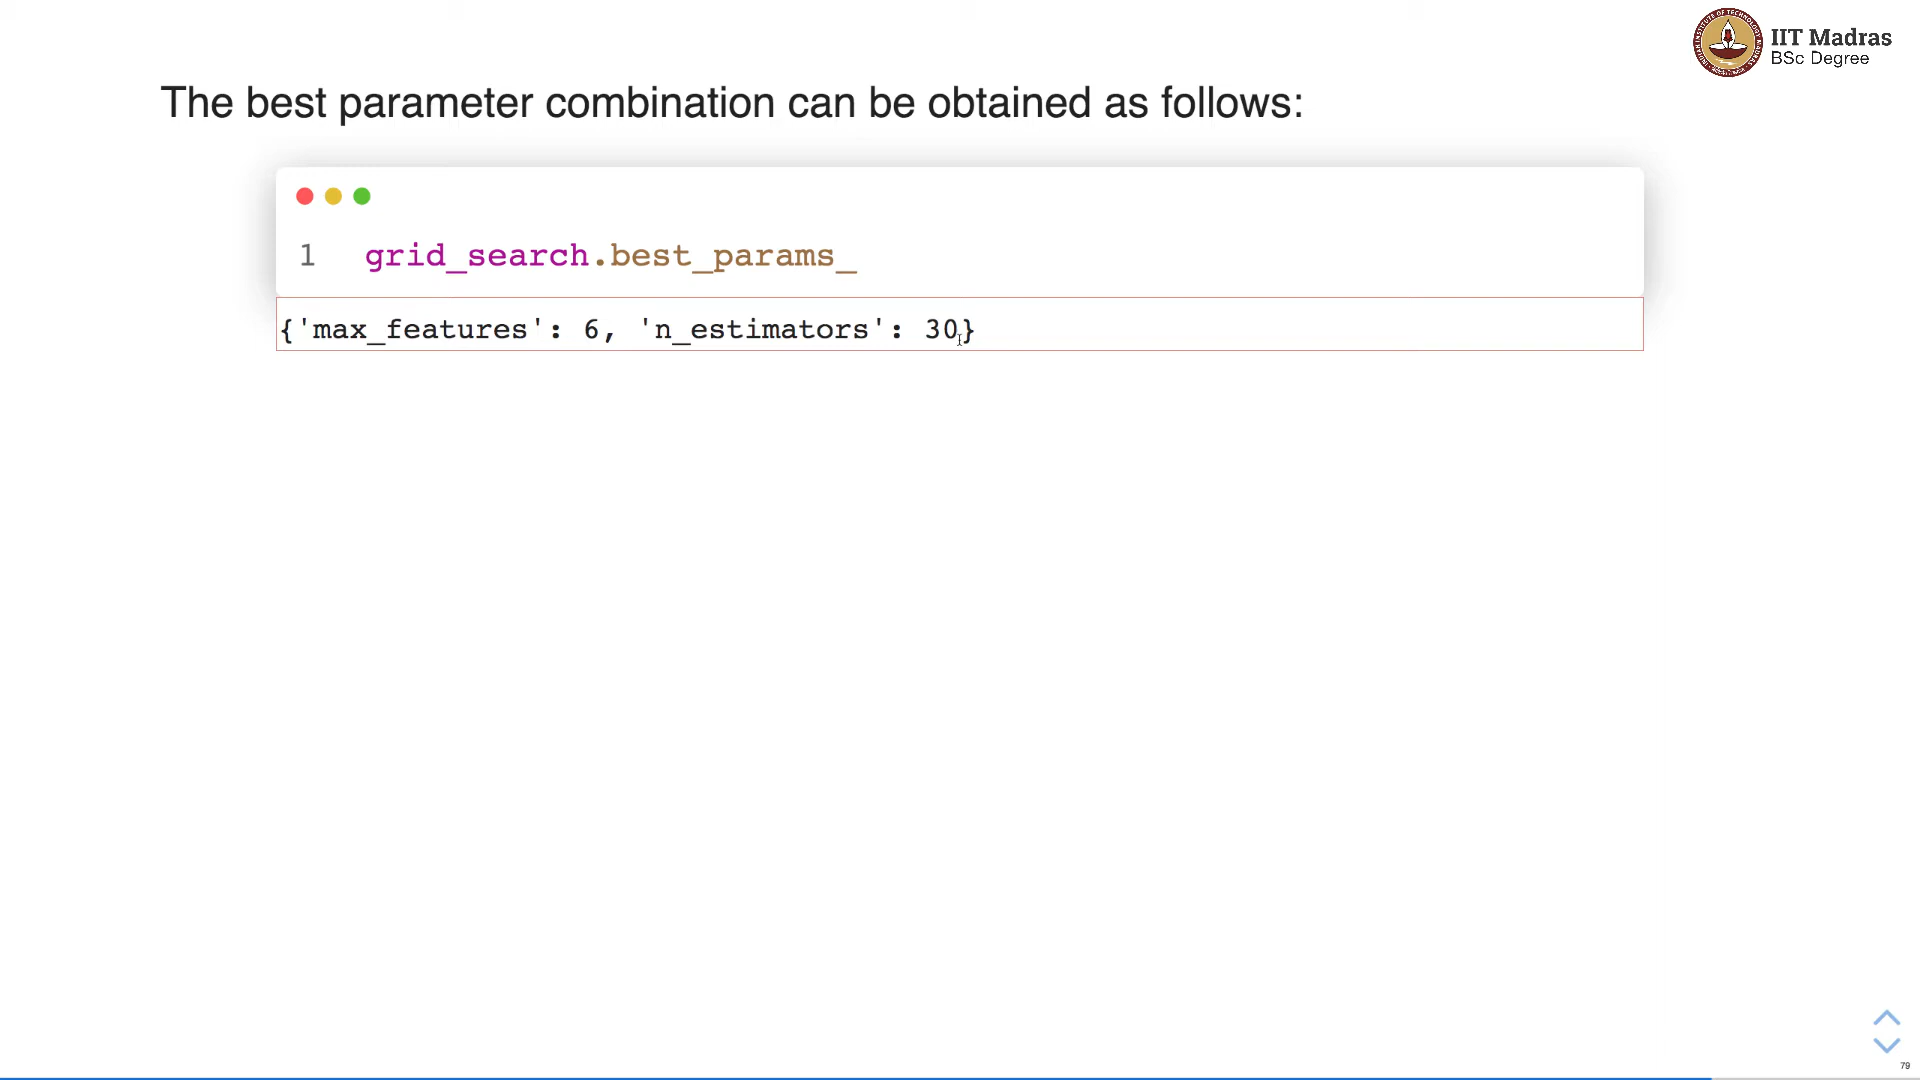 IIT Madras
BSc Degree
The best parameter combination can be obtained as follows:
1 grid_search.best_params_
{'max_features': 6, 'n_estimators': 30}
79